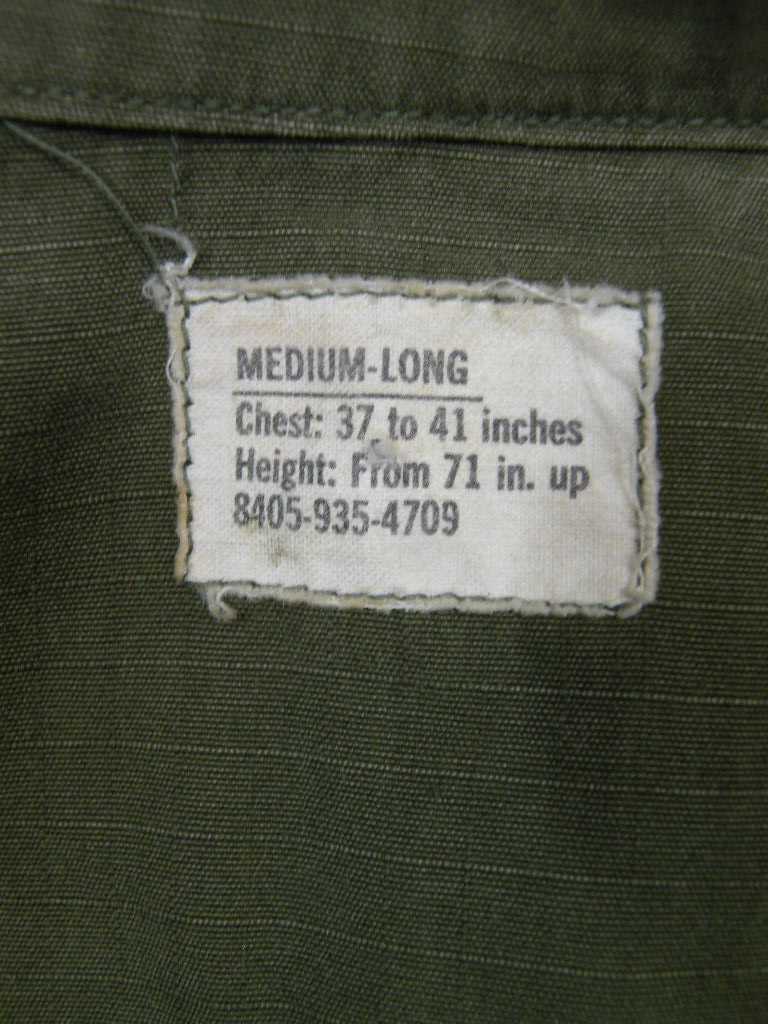 MEDIUM-LONG
Chest: 37 to 41 inches
Height: From 71 in. up
8405-935-4709